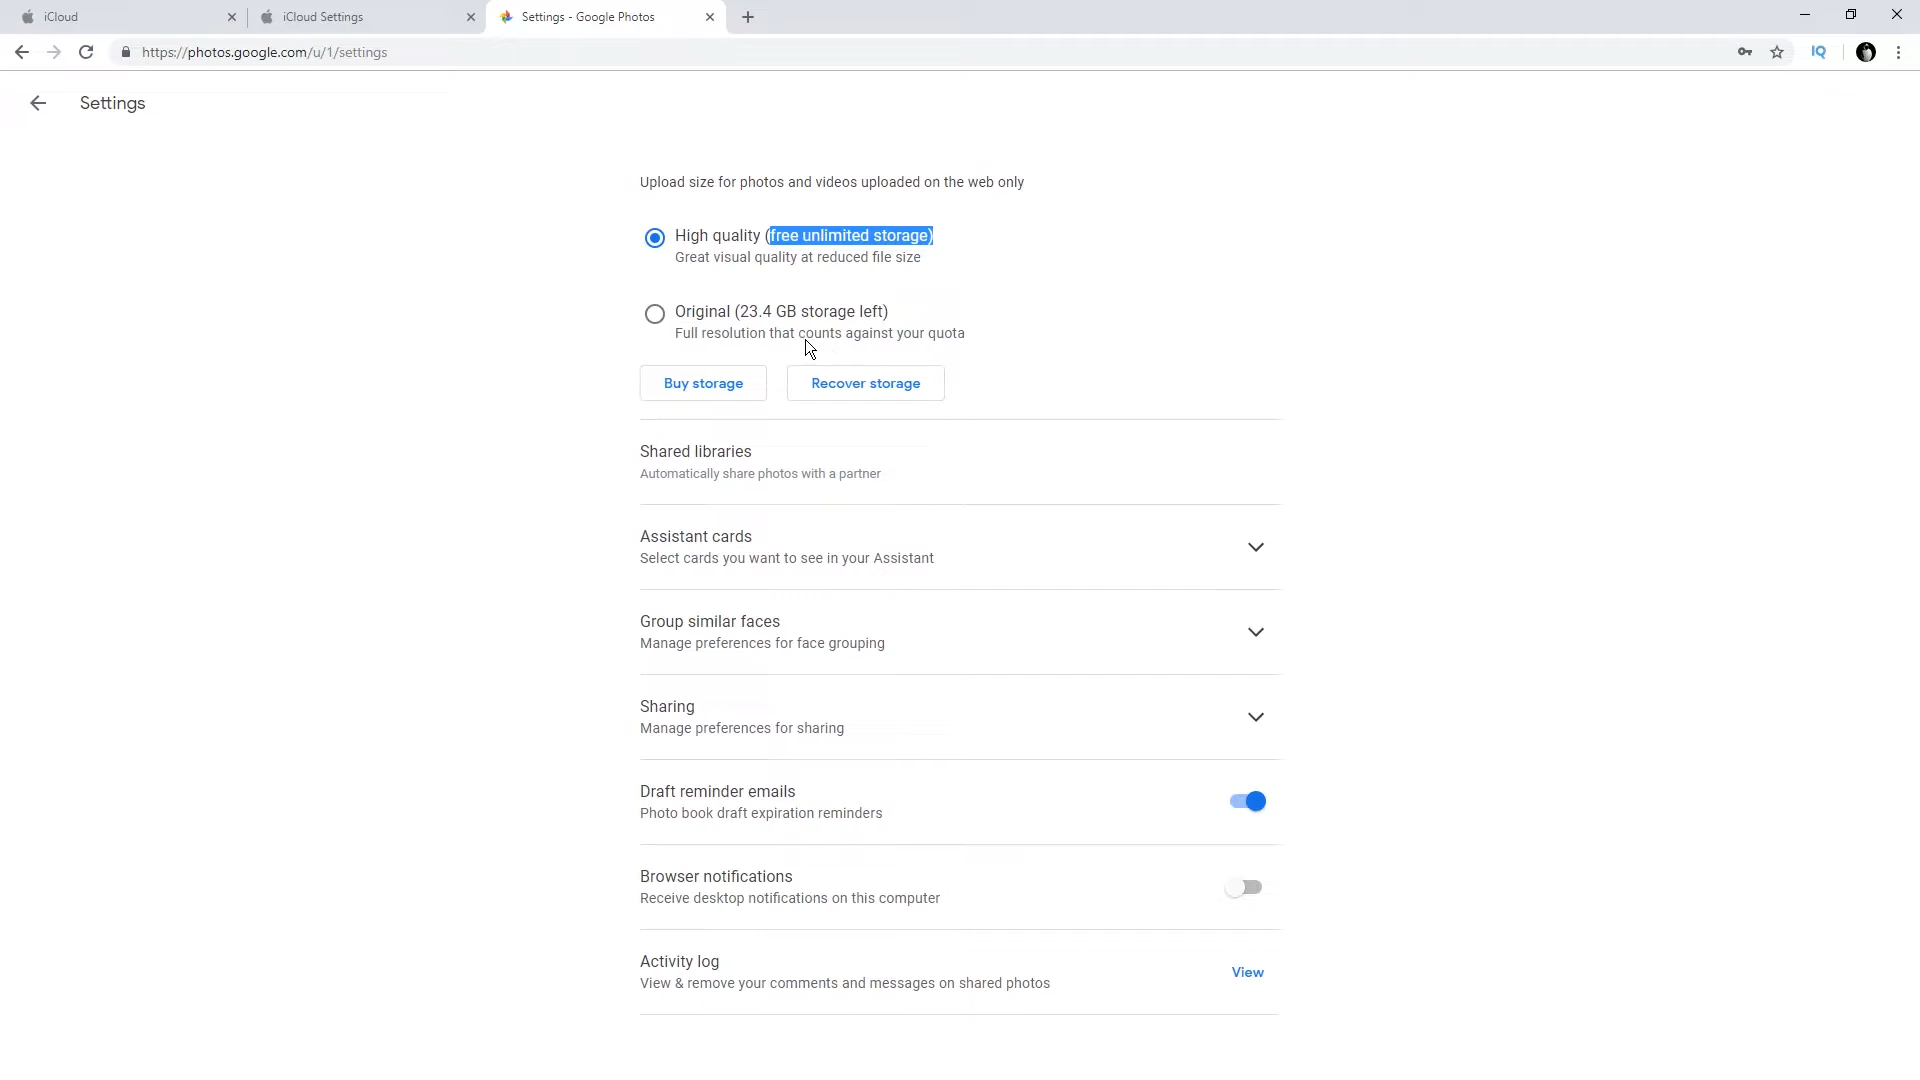 iCloud
iCloud Settings
Settings - Google Photos
https://photos.google.com/u/1/settings
IQ
Settings
Upload size for photos and videos uploaded on the web only
High quality (free unlimited storage)
Great visual quality at reduced file size
Original (23.4 GB storage left)
Full resolution that counts against your quota
Buy storage
Recover storage
Shared libraries
Automatically share photos with a partner
Assistant cards
Select cards you want to see in your Assistant
Group similar faces
Manage preferences for face grouping
Sharing
Manage preferences for sharing
Draft reminder emails
Photo book draft expiration reminders
Browser notifications
Receive desktop notifications on this computer
Activity log
View & remove your comments and messages on shared photos
View